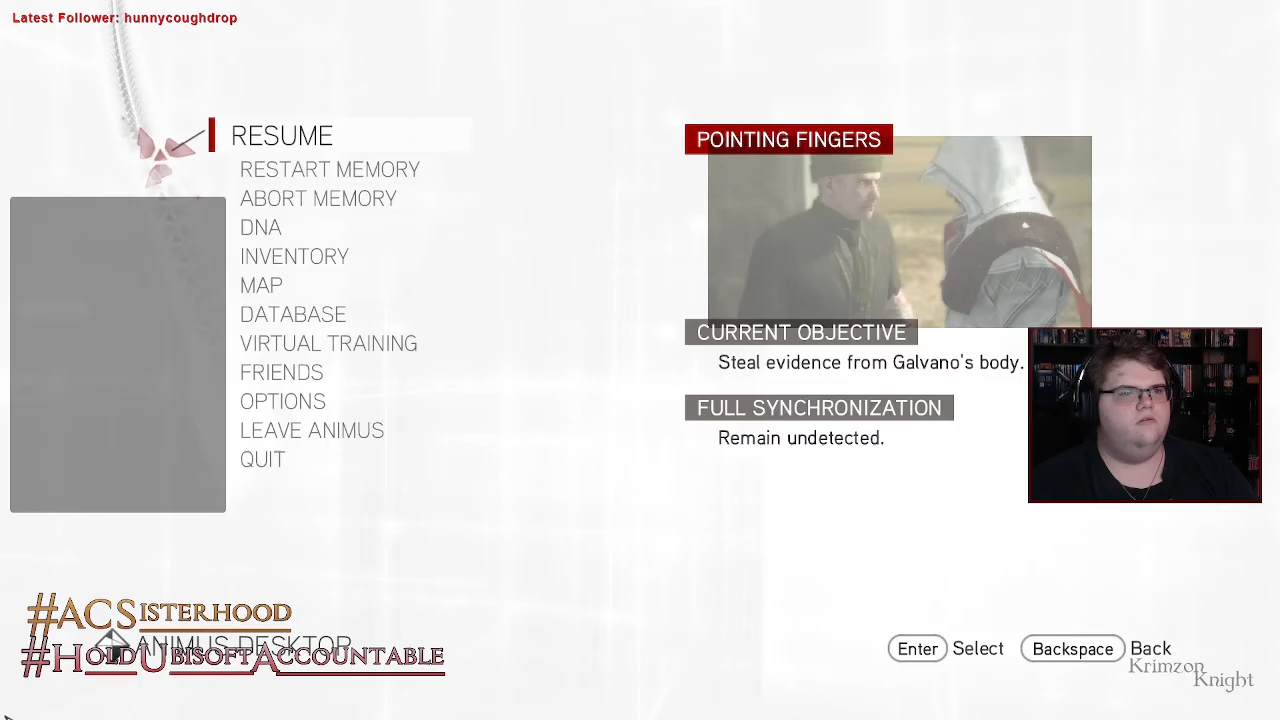 Latest Follower: hunnycoughdrop
RESUME
RESTART MEMORY
ABORT MEMORY
DNA
INVENTORY
MAP
DATABASE
VIRTUAL TRAINING
FRIENDS
OPTIONS
LEAVE ANIMUS
QUIT
POINTING FINGERS
CURRENT OBJECTIVE
Steal evidence from Galvano's body.
FULL SYNCHRONIZATION
Remain undetected.
#ACSISTERHOOD
ANIMUS DESKTOP
#HOLDUBISOFTACCOUNTABLE
Enter Select Backspace Back
Krimzon
Knight